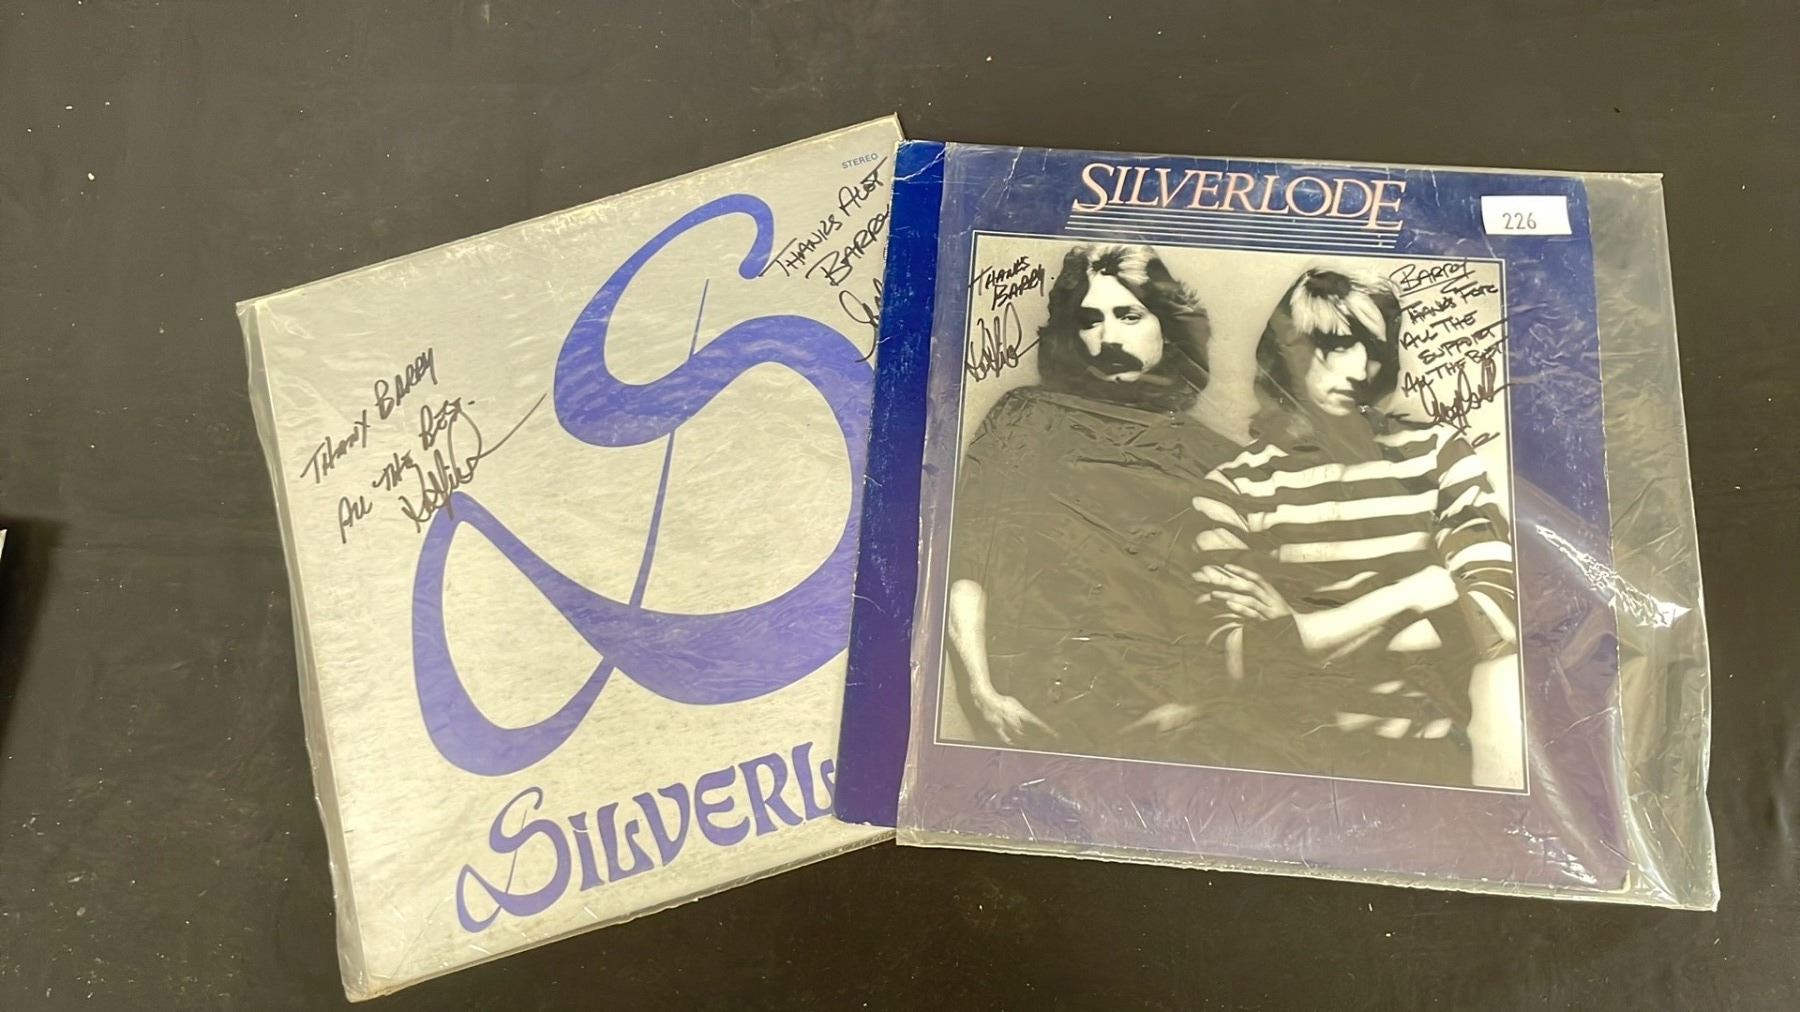 STEREO
THANKS ALOT
BARRY
THANX BARRY
ALL THE BEST.
SILVERL
SILVERLODE
226
THANKS
BARRY.
BARRY
THANKS FOR
ALL THE
SUPPORT
ALL THE BEST